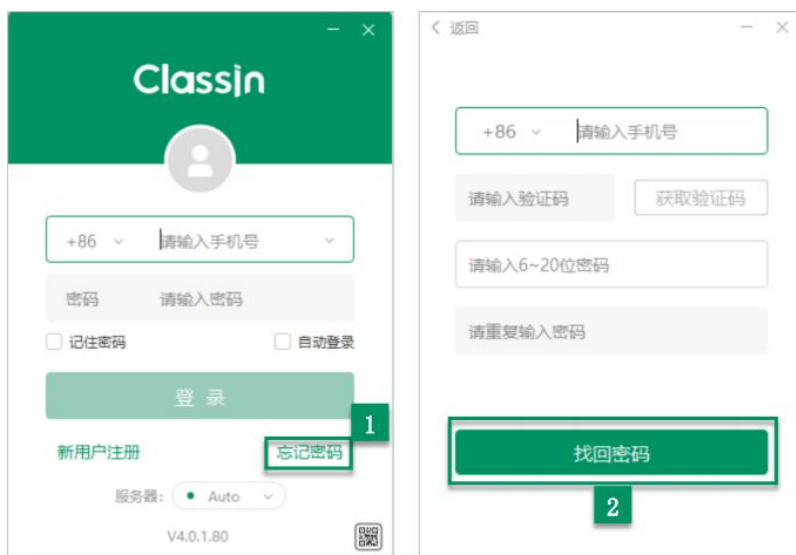 ClassIn
+86 请输入手机号
密码 请输入密码
记住密码 自动登录
登 录
1
新用户注册 忘记密码
服务器: Auto
V4.0.1.80
返回
+86 请输入手机号
请输入验证码 获取验证码
请输入6~20位密码
请重复输入密码
找回密码
2